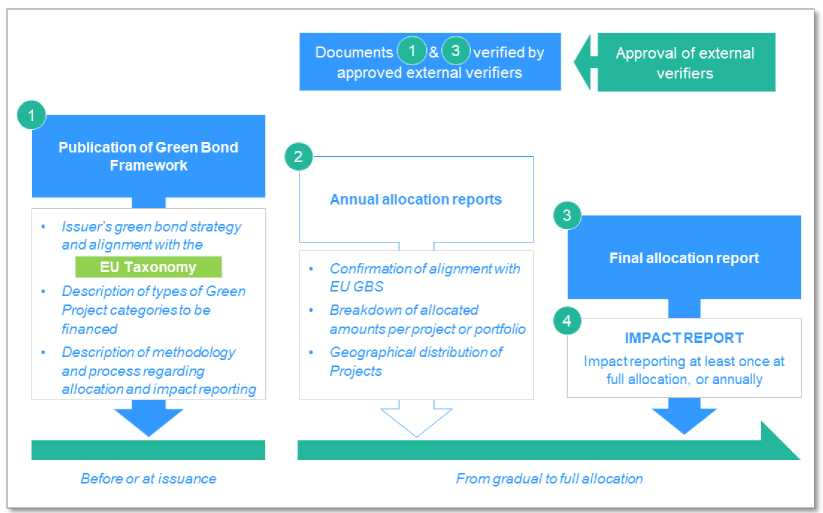 Documents 1 & 3 verified by
approved external verifiers
Approval of external
verifiers
1
Publication of Green Bond
Framework
• Issuer's green bond strategy
and alignment with the
EU Taxonomy
• Description of types of Green
Project categories to be
financed
• Description of methodology
and process regarding
allocation and impact reporting
2
Annual allocation reports
• Confirmation of alignment with
EU GBS
• Breakdown of allocated
amounts per project or portfolio
• Geographical distribution of
Projects
3
Final allocation report
4
IMPACT REPORT
Impact reporting at least once at
full allocation, or annually
Before or at issuance
From gradual to full allocation